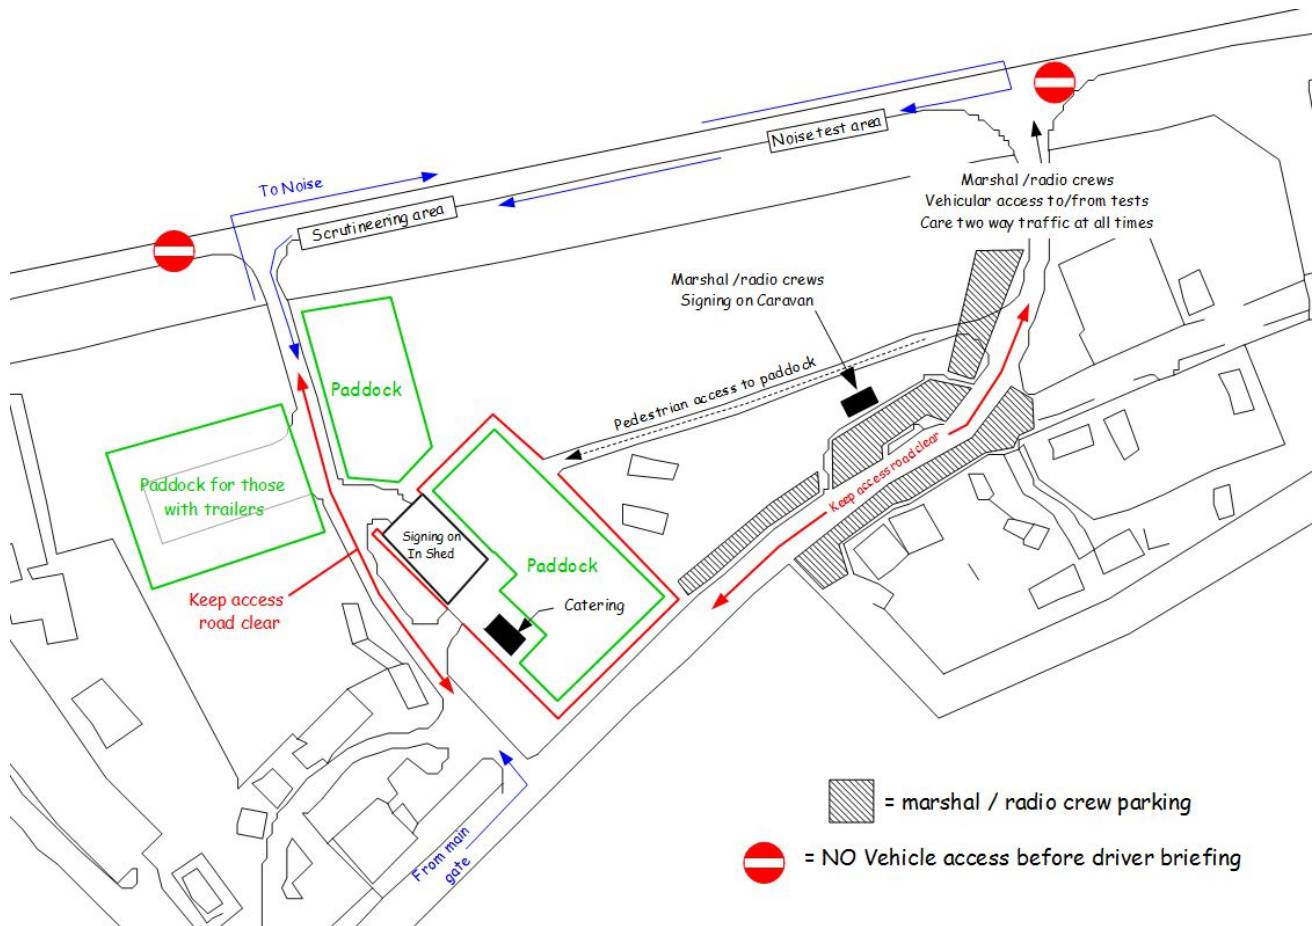 Noise test area
To Noise
Scrutineering area
Marshal /radio crews
Vehicular access to/from tests
Care two way traffic at all times
Marshal /radio crews
Signing on Caravan
Pedestrian access to paddock
Paddock
Paddock for those
with trailers
Signing on
In Shed
Paddock
Keep access road clear
Catering
Keep access
road clear
From main
gate
= marshal / radio crew parking
= NO Vehicle access before driver briefing